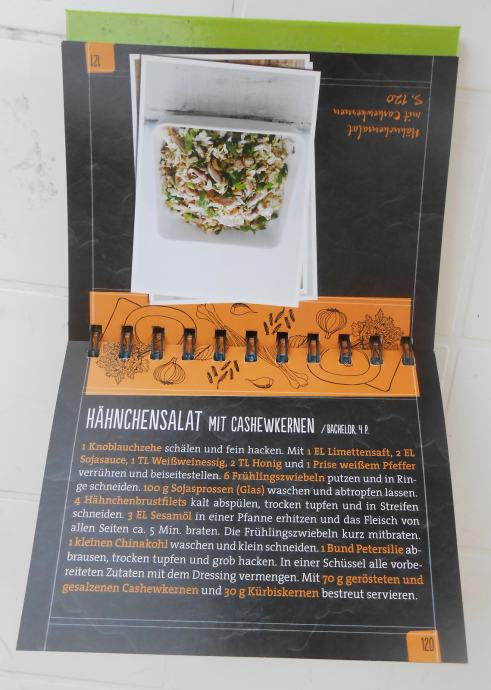 121
Hähnchensalat
mit Cashewkernen
S. 120
HÄHNCHENSALAT MIT CASHEWKERNEN /BACHELOR, 4 P.
1 Knoblauchzehe schälen und fein hacken. Mit 1 EL Limettensaft, 2 EL
Sojasauce, 1 TL Weißweinessig, 2 TL Honig und 1 Prise weißem Pfeffer
verrühren und beiseitestellen. 6 Frühlingszwiebeln putzen und in Rin-
ge schneiden. 100 g Sojasprossen (Glas) waschen und abtropfen lassen.
4 Hähnchenbrustfilets kalt abspülen, trocken tupfen und in Streifen
schneiden. 3 EL Sesamöl in einer Pfanne erhitzen und das Fleisch von
allen Seiten ca. 5 Min. braten. Die Frühlingszwiebeln kurz mitbraten.
1 kleinen Chinakohl waschen und klein schneiden. 1 Bund Petersilie ab-
brausen, trocken tupfen und grob hacken. In einer Schüssel alle vorbe-
reiteten Zutaten mit dem Dressing vermengen. Mit 70 g gerösteten und
gesalzenen Cashewkernen und 30 g Kürbiskernen bestreut servieren.
120